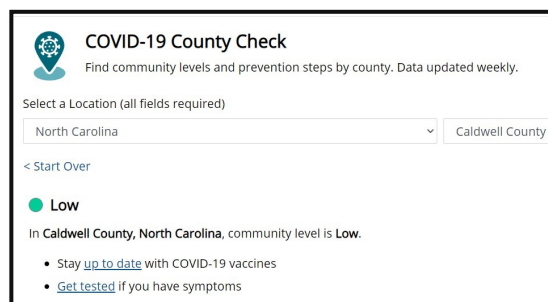 COVID-19 County Check
Find community levels and prevention steps by county. Data updated weekly.
Select a Location (all fields required)
North Carolina Caldwell County
< Start Over
Low
In Caldwell County, North Carolina, community level is Low.
• Stay up to date with COVID-19 vaccines
• Get tested if you have symptoms